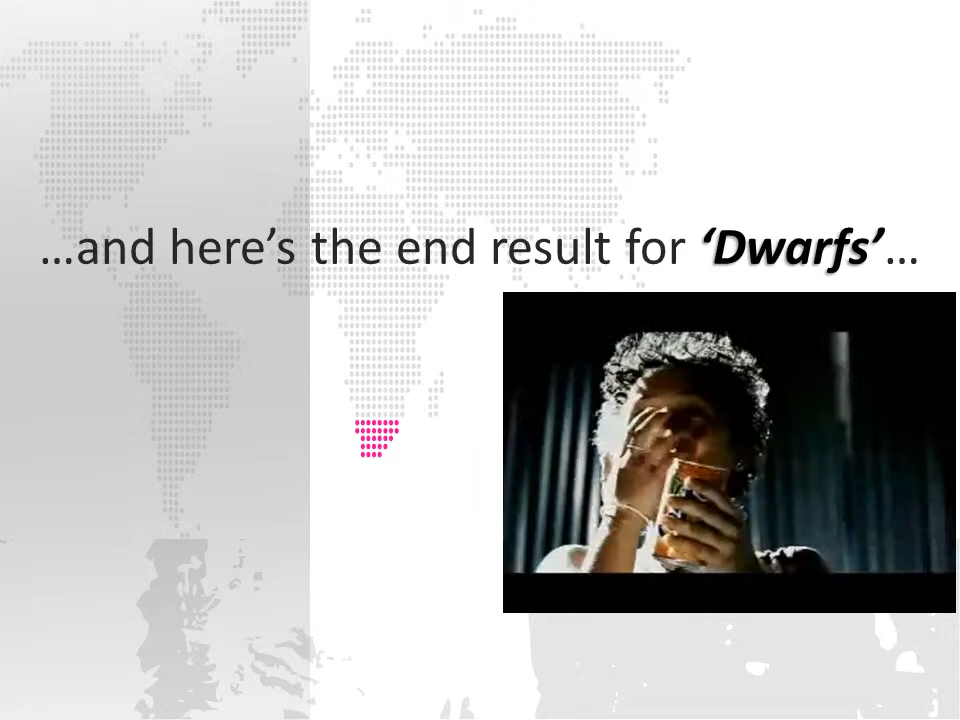 …and here’s the end result for ‘Dwarfs’…